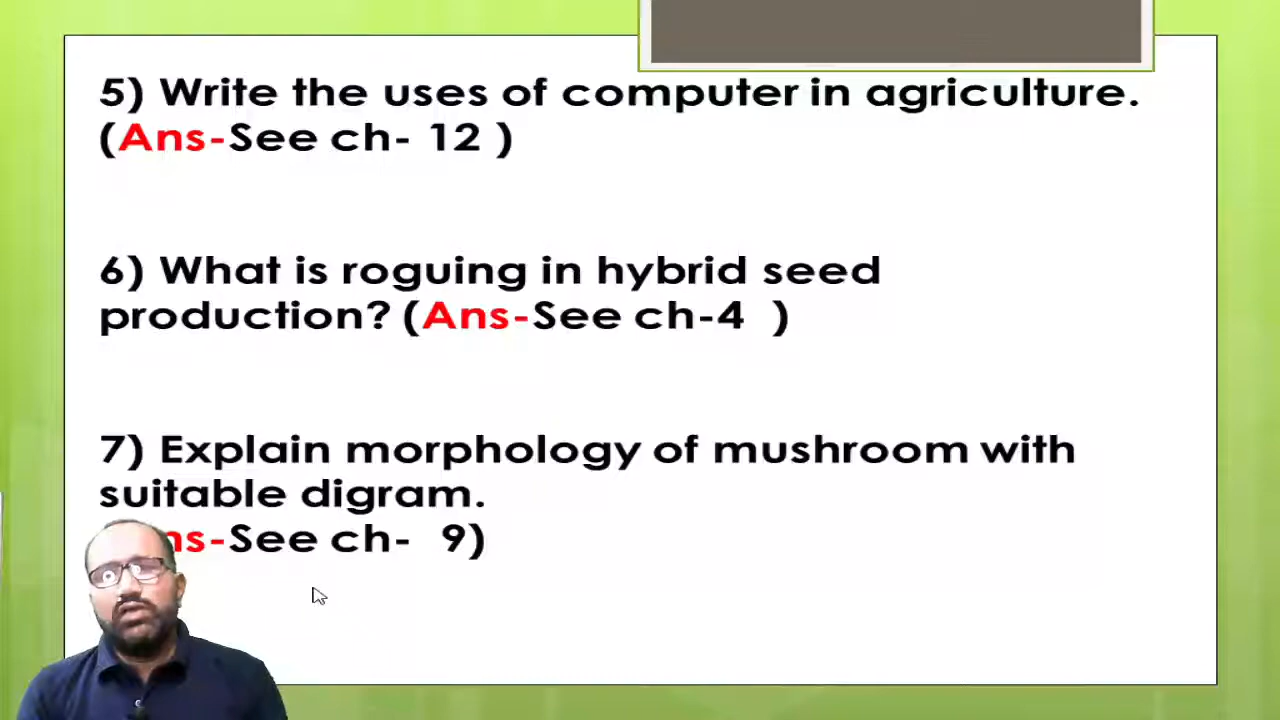 5) Write the uses of computer in agriculture.
(Ans-See ch- 12 )
6) What is roguing in hybrid seed
production? (Ans-See ch-4 )
7) Explain morphology of mushroom with
suitable digram.
ns-See ch- 9)